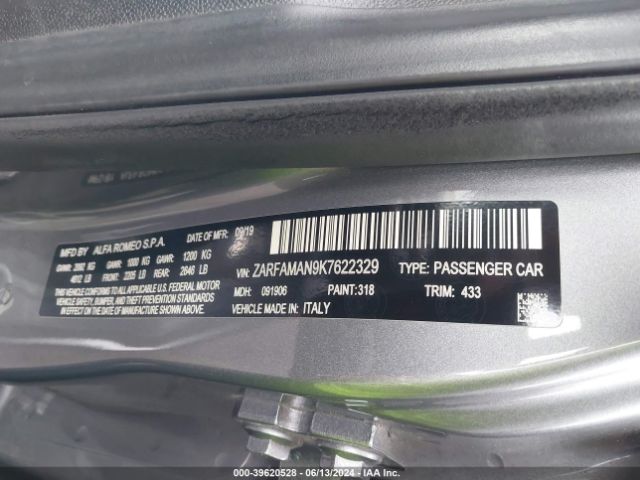 MFD BY ALFA ROMEO S.P.A. DATE OF MFR: 09/19
GAWR: 1000 KG GAWR: 1200 KG
4812 LB FRONT: 2205 LB REAR: 2646 LB
THIS VEHICLE CONFORMS TO ALL APPLICABLE U.S. FEDERAL MOTOR
VEHICLE SAFETY, BUMPER, AND THEFT PREVENTION STANDARDS
IN EFFECT ON THE DATE OF MANUFACTURE SHOWN ABOVE.
VIN: ZARFAMAN9K7622329 TYPE: PASSENGER CAR
MDH: 091906 PAINT:318 TRIM: 433
VEHICLE MADE IN: ITALY
000-39620528 - 06/13/2024 - IAA Inc.